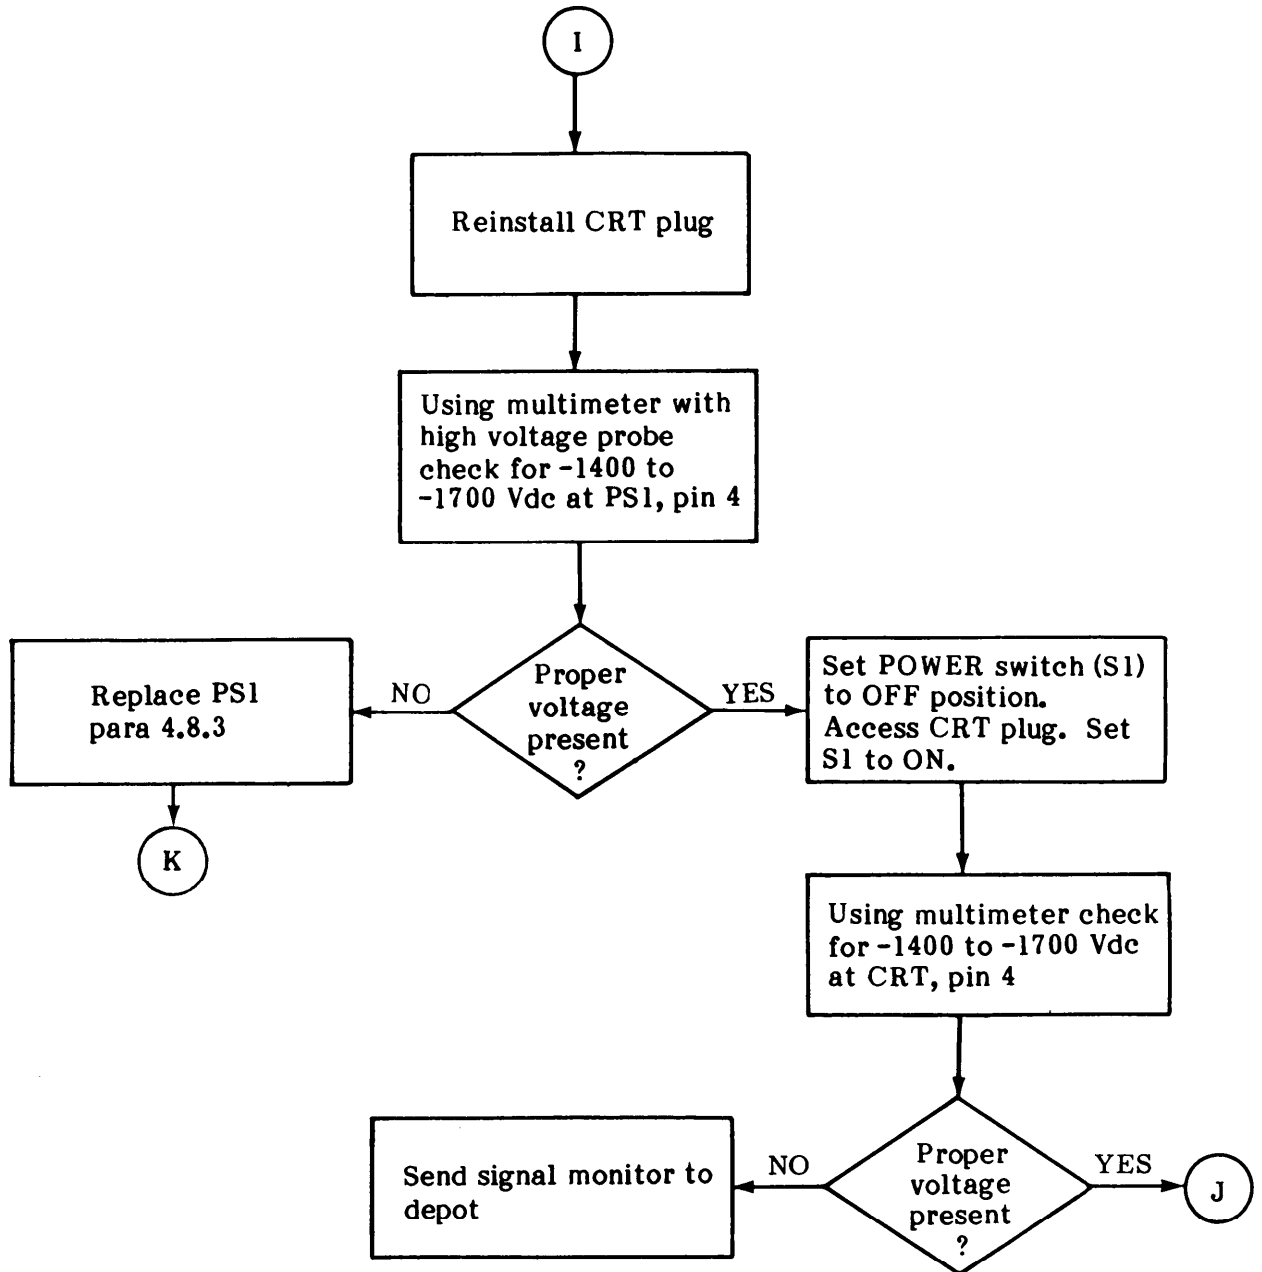 I
Reinstall CRT plug
Using multimeter with
high voltage probe
check for -1400 to
-1700 Vdc at PS1, pin 4
Proper
voltage
present
?
NO
YES
Replace PS1
para 4.8.3
K
Set POWER switch (S1)
to OFF position.
Access CRT plug. Set
S1 to ON.
Using multimeter check
for -1400 to -1700 Vdc
at CRT, pin 4
Proper
voltage
present
?
NO
YES
Send signal monitor to
depot
J